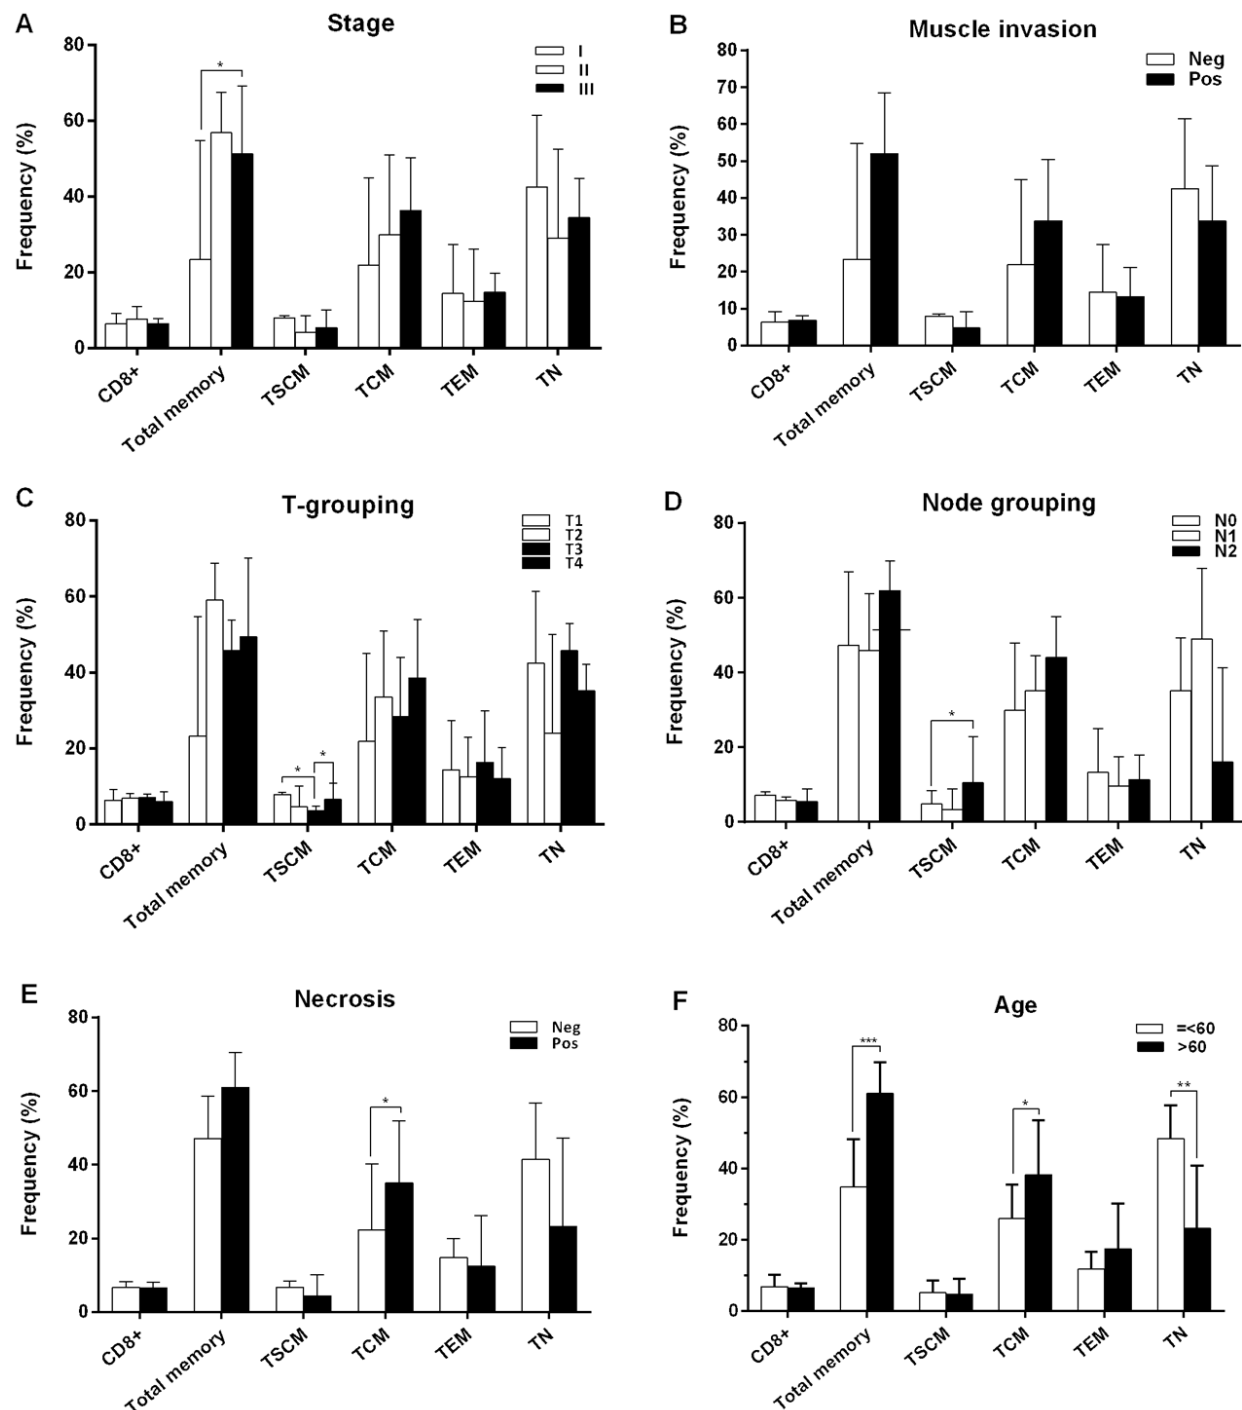 A
Stage
I
II
III
Frequency (%)
80
60
40
20
0
*
CD8+
Total memory
TSCM
TCM
TEM
TN
B
Muscle invasion
Neg
Pos
Frequency (%)
80
70
60
50
40
30
20
10
0
CD8+
Total memory
TSCM
TCM
TEM
TN
C
T-grouping
T1
T2
T3
T4
Frequency (%)
80
60
40
20
0
*
*
CD8+
Total memory
TSCM
TCM
TEM
TN
D
Node grouping
N0
N1
N2
Frequency (%)
80
60
40
20
0
*
CD8+
Total memory
TSCM
TCM
TEM
TN
E
Necrosis
Neg
Pos
Frequency (%)
80
60
40
20
0
*
CD8+
Total memory
TSCM
TCM
TEM
TN
F
Age
=<60
>60
Frequency (%)
80
60
40
20
0
***
*
**
CD8+
Total memory
TSCM
TCM
TEM
TN